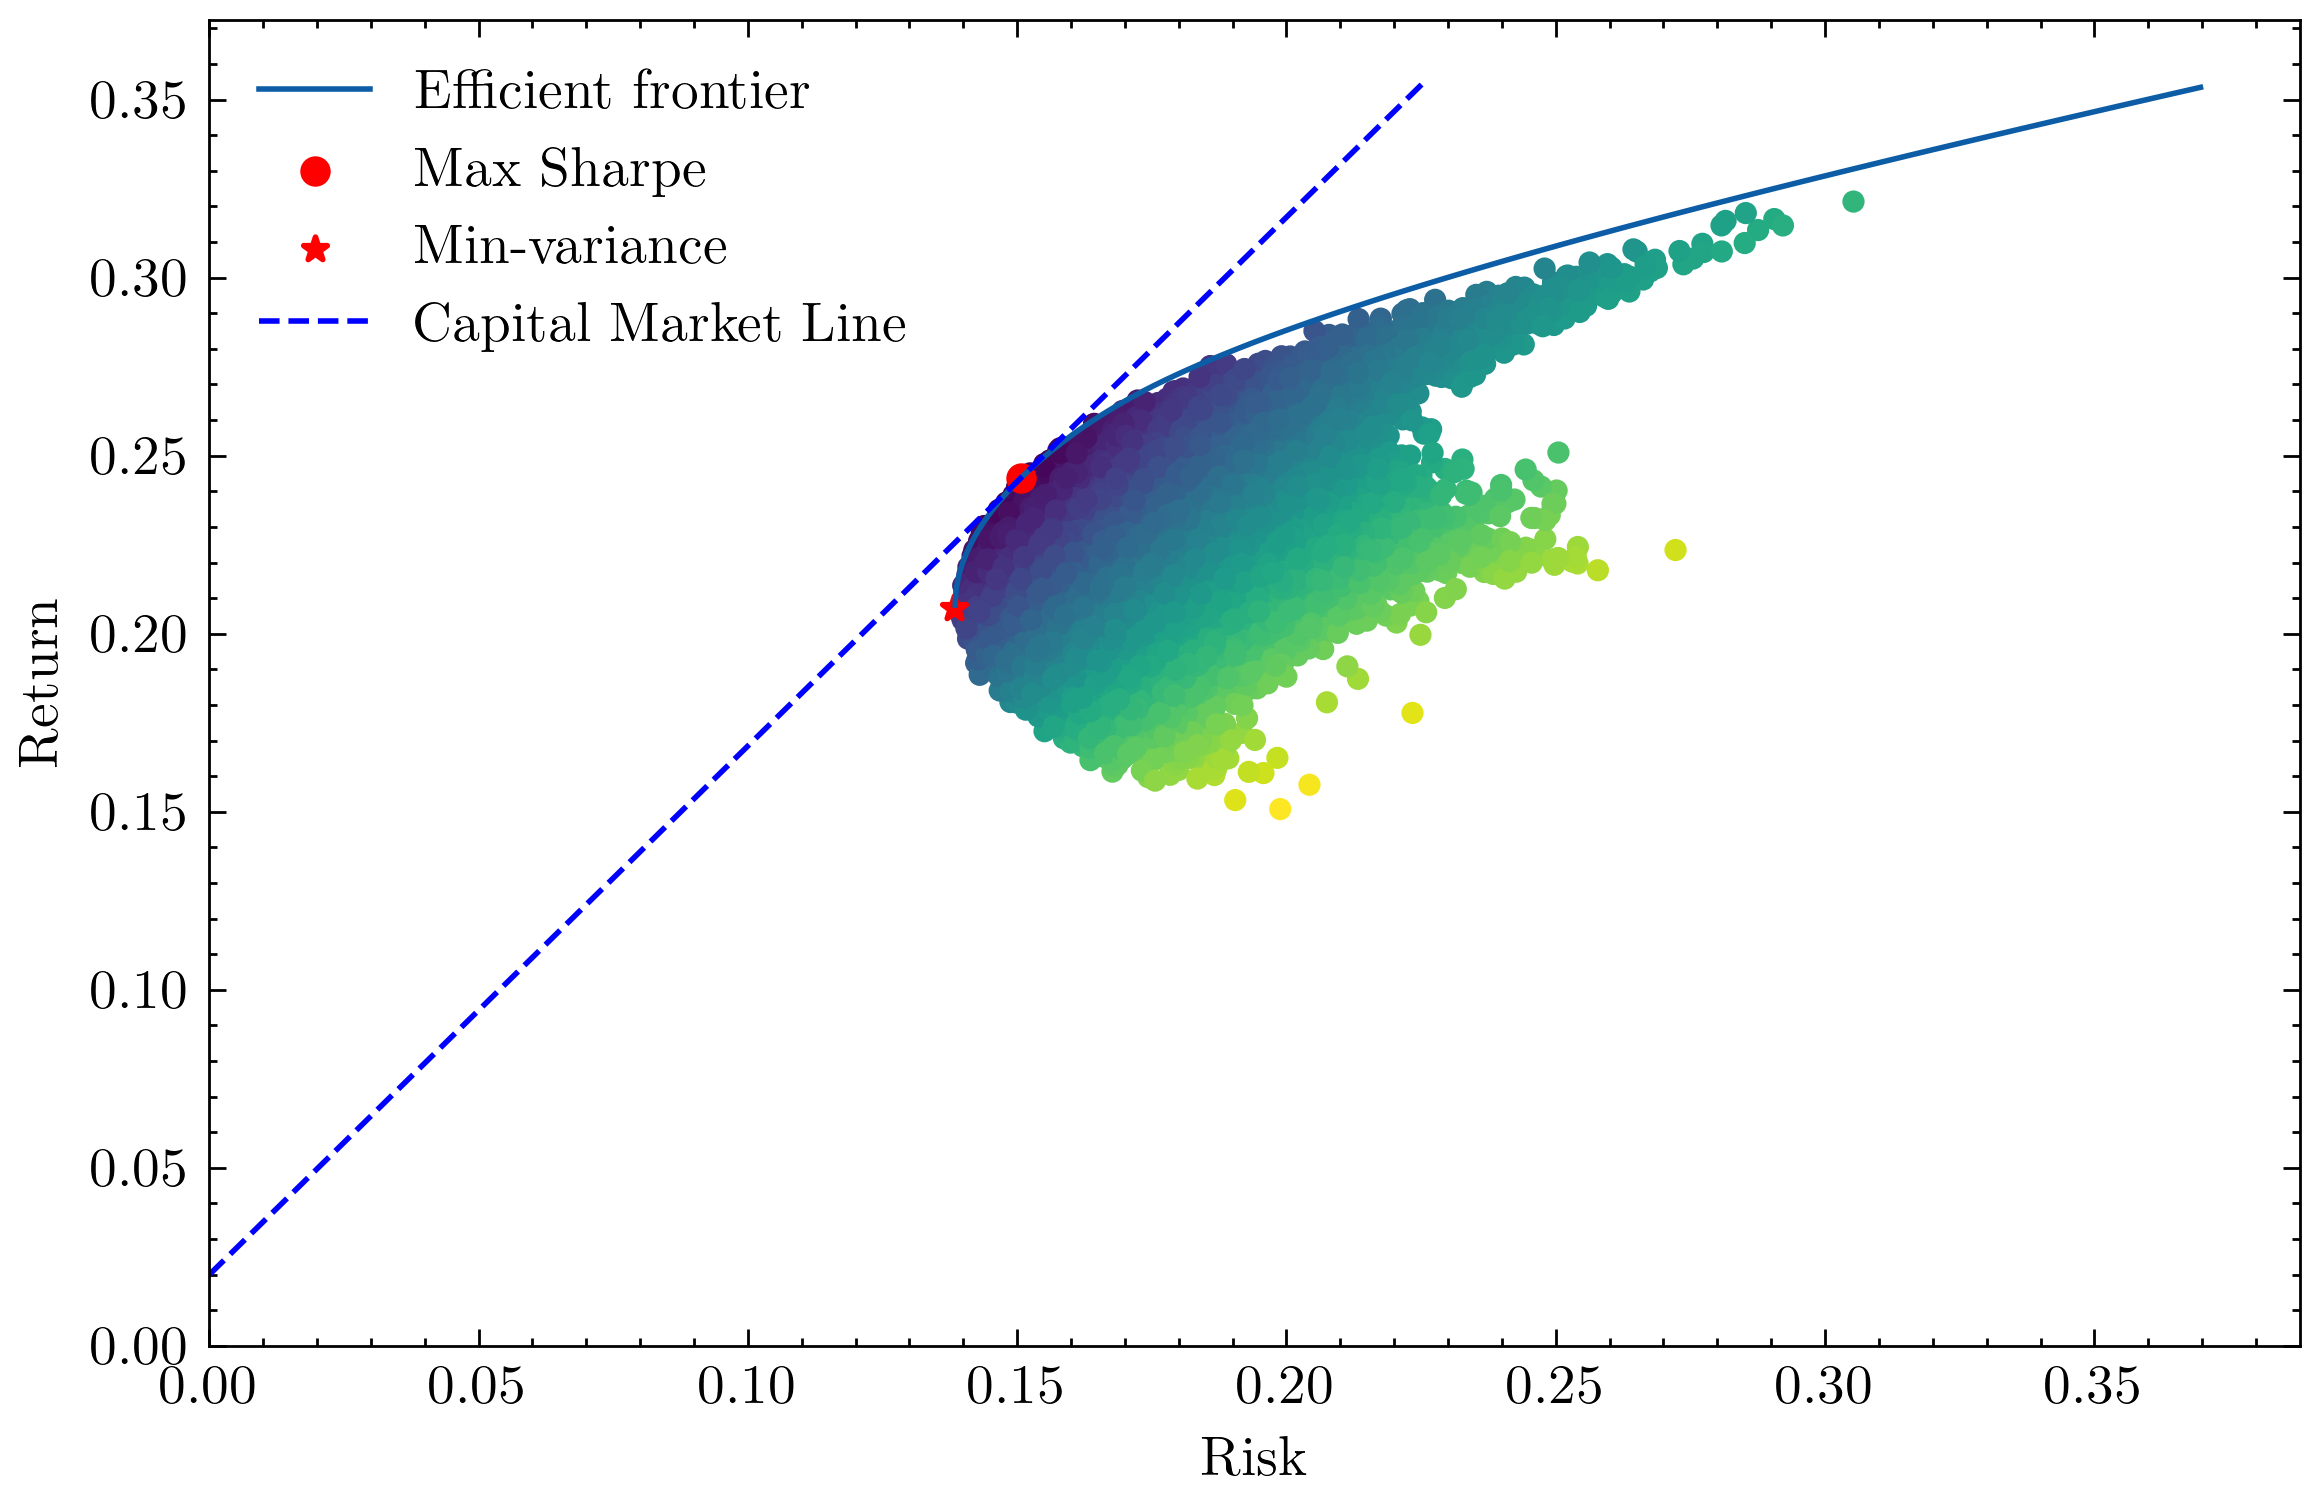 Efficient frontier
Max Sharpe
Min-variance
Capital Market Line
0.35
0.30
0.25
0.20
0.15
0.10
0.05
0.00
Return
0.00 0.05 0.10 0.15 0.20 0.25 0.30 0.35
Risk